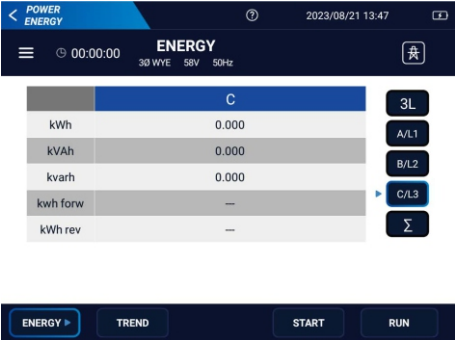 POWER
ENERGY
2023/08/21 13:47
00:00:00
ENERGY
3Ø WYE 58V 50Hz
C
3L
kWh 0.000
A/L1
kVAh 0.000
B/L2
kvarh 0.000
C/L3
kwh forw —
kWh rev —
Σ
ENERGY
TREND
START
RUN